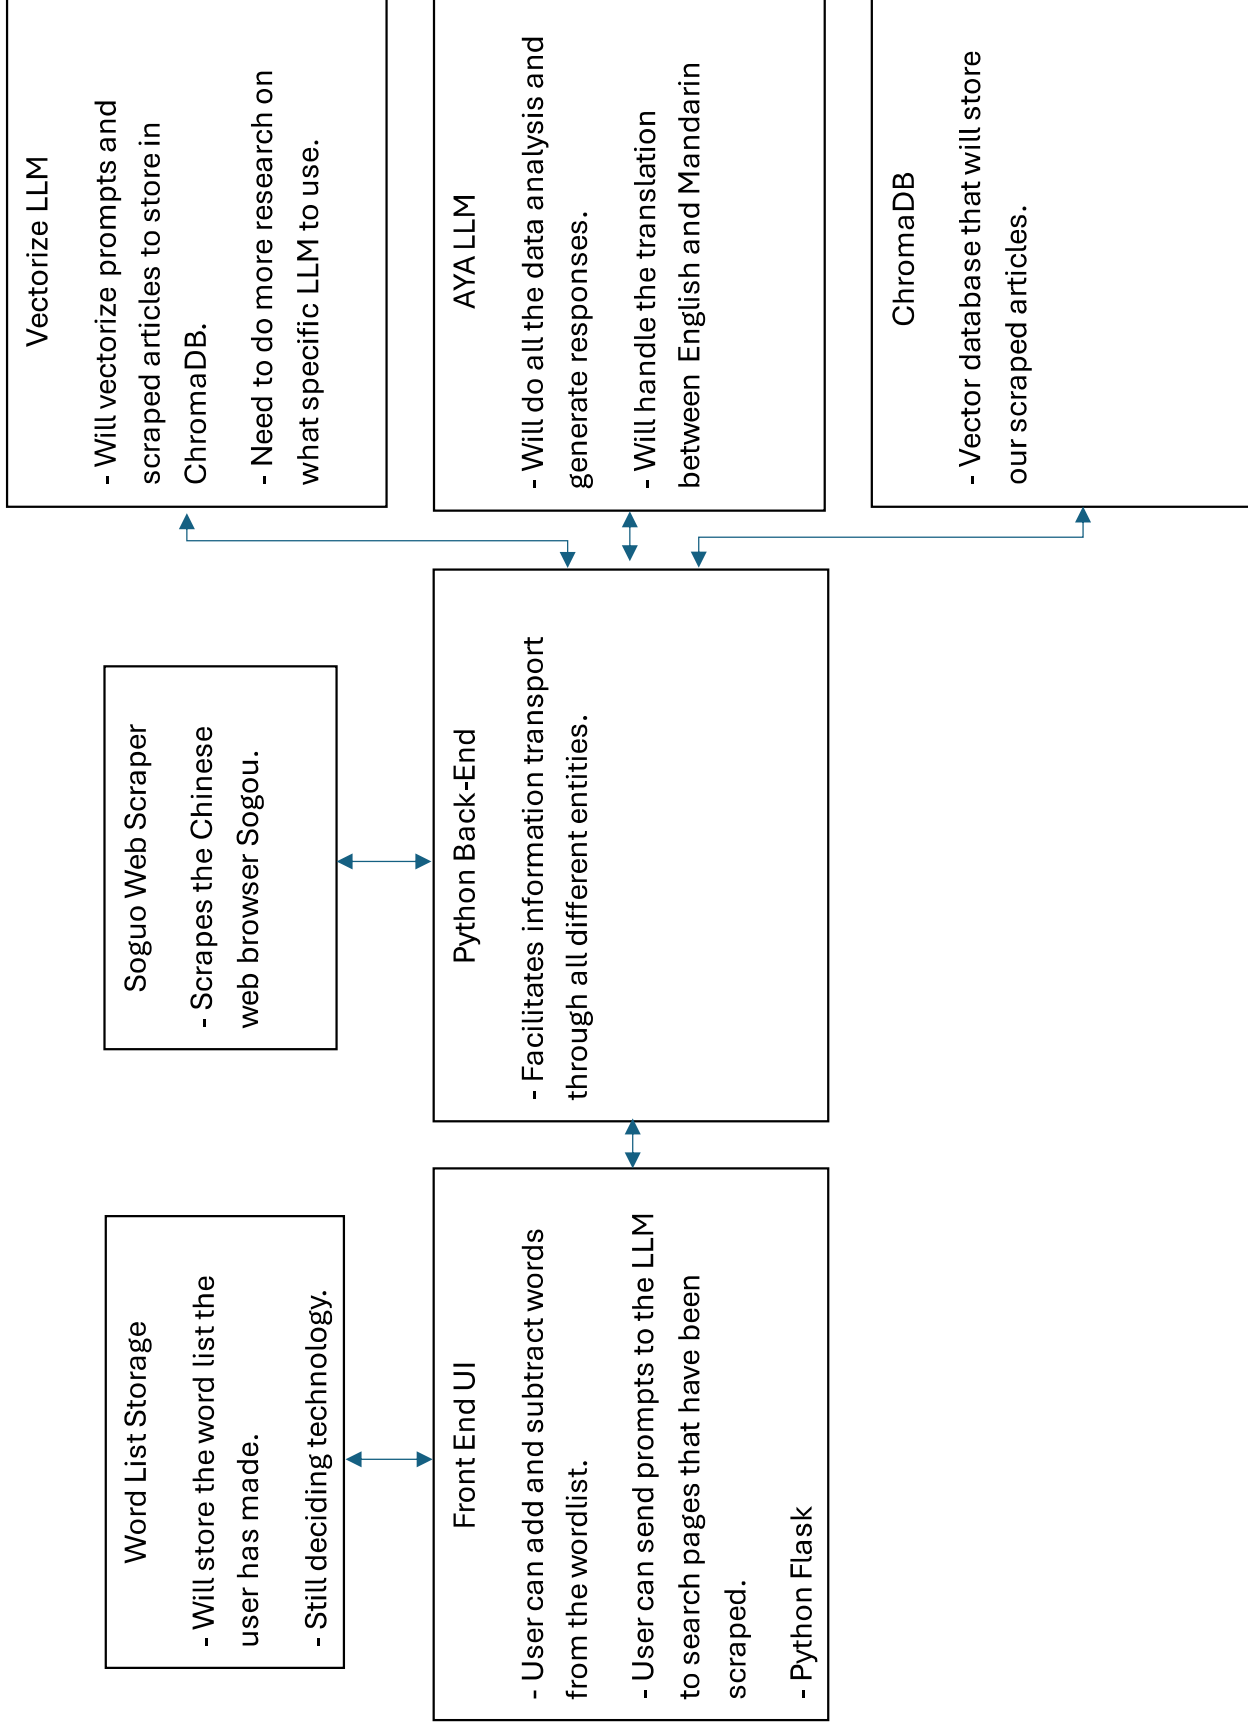 Word List Storage
- Will store the word list the
user has made.
- Still deciding technology.
Front End UI
- User can add and subtract words
from the wordlist.
- User can send prompts to the LLM
to search pages that have been
scraped.
- Python Flask
Soguo Web Scraper
- Scrapes the Chinese
web browser Sogou.
Python Back-End
- Facilitates information transport
through all different entities.
Vectorize LLM
- Will vectorize prompts and
scraped articles to store in
ChromaDB.
- Need to do more research on
what specific LLM to use.
AYA LLM
- Will do all the data analysis and
generate responses.
- Will handle the translation
between English and Mandarin
ChromaDB
- Vector database that will store
our scraped articles.